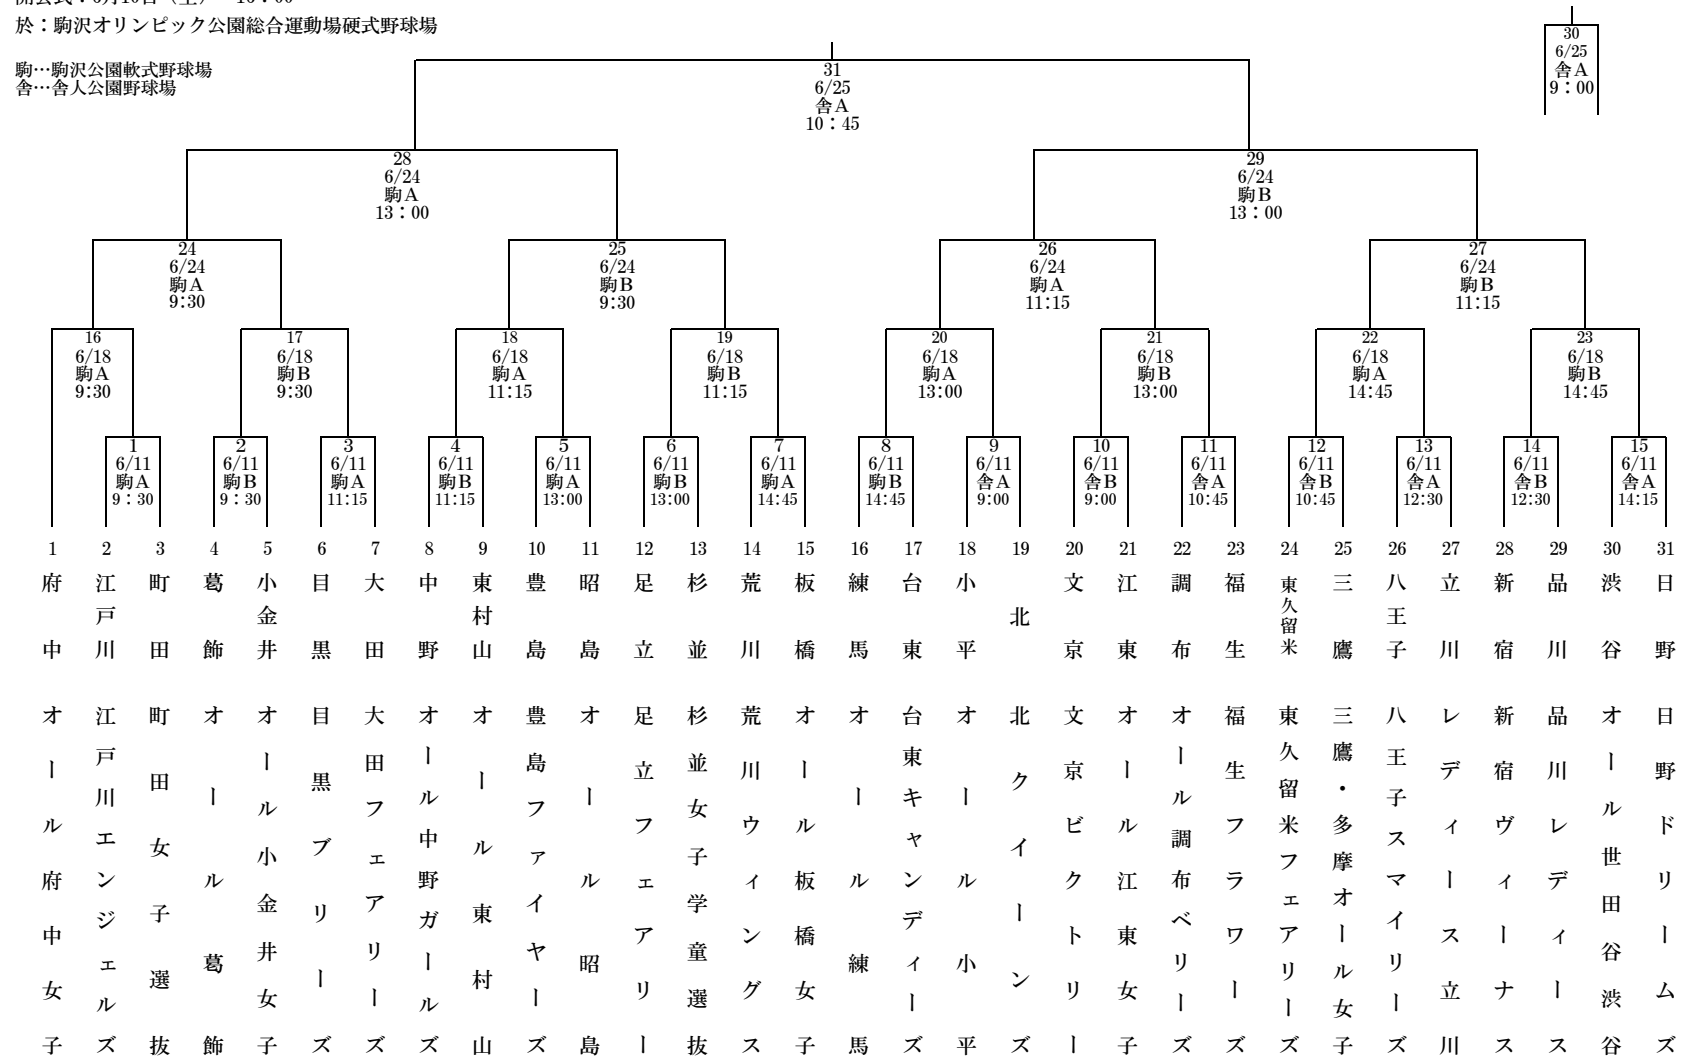 於：駒沢オリンピック公園総合運動場硬式野球場
駒…駒沢公園軟式野球場
舎…舎人公園野球場
30
6/25
舎A
9：00
31
6/25
舎A
10：45
28
6/24
駒A
13：00
29
6/24
駒B
13：00
24
6/24
駒A
9:30
25
6/24
駒B
9:30
26
6/24
駒A
11:15
27
6/24
駒B
11:15
16
6/18
駒A
9:30
17
6/18
駒B
9:30
18
6/18
駒A
11:15
19
6/18
駒B
11:15
20
6/18
駒A
13:00
21
6/18
駒B
13:00
22
6/18
駒A
14:45
23
6/18
駒B
14:45
1
6/11
駒A
9：30
2
6/11
駒B
9：30
3
6/11
駒A
11:15
4
6/11
駒B
11:15
5
6/11
駒A
13:00
6
6/11
駒B
13:00
7
6/11
駒A
14:45
8
6/11
駒B
14:45
9
6/11
舎A
9:00
10
6/11
舎B
9:00
11
6/11
舎A
10:45
12
6/11
舎B
10:45
13
6/11
舎A
12:30
14
6/11
舎B
12:30
15
6/11
舎A
14:15
1
府中
オール府中女子
2
江戸川
江戸川エンジェルズ
3
町田
町田女子選抜
4
葛飾
オール葛飾
5
小金井
オール小金井女子
6
目黒
目黒ブリーズ
7
大田
大田フェアリーズ
8
中野
オール中野ガールズ
9
東村山
オール東村山
10
豊島
豊島ファイヤーズ
11
昭島
オール昭島
12
足立
足立フェアリー
13
杉並
杉並女子学童選抜
14
荒川
荒川ウィングス
15
板橋
オール板橋女子
16
練馬
オール練馬
17
台東
台東キャンディーズ
18
小平
オール小平
19
北
北クイーンズ
20
文京
文京ビクトリー
21
江東
オール江東女子
22
調布
オール調布ベリーズ
23
福生
福生フラワーズ
24
東久留米
東久留米フェアリーズ
25
三鷹
三鷹・多摩オール女子
26
八王子
八王子スマイリーズ
27
立川
レディース立川
28
新宿
新宿ヴィーナス
29
品川
品川レディース
30
渋谷
オール世田谷渋谷
31
日野
日野ドリームズ